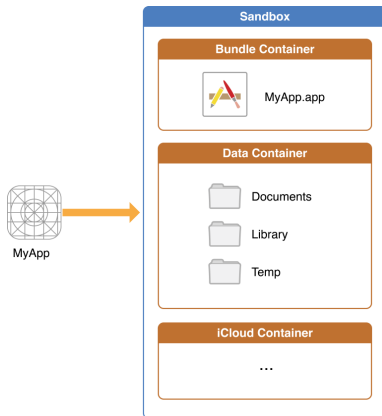 Sandbox
Bundle Container
MyApp.app
Data Container
Documents
Library
Temp
MyApp
iCloud Container
...